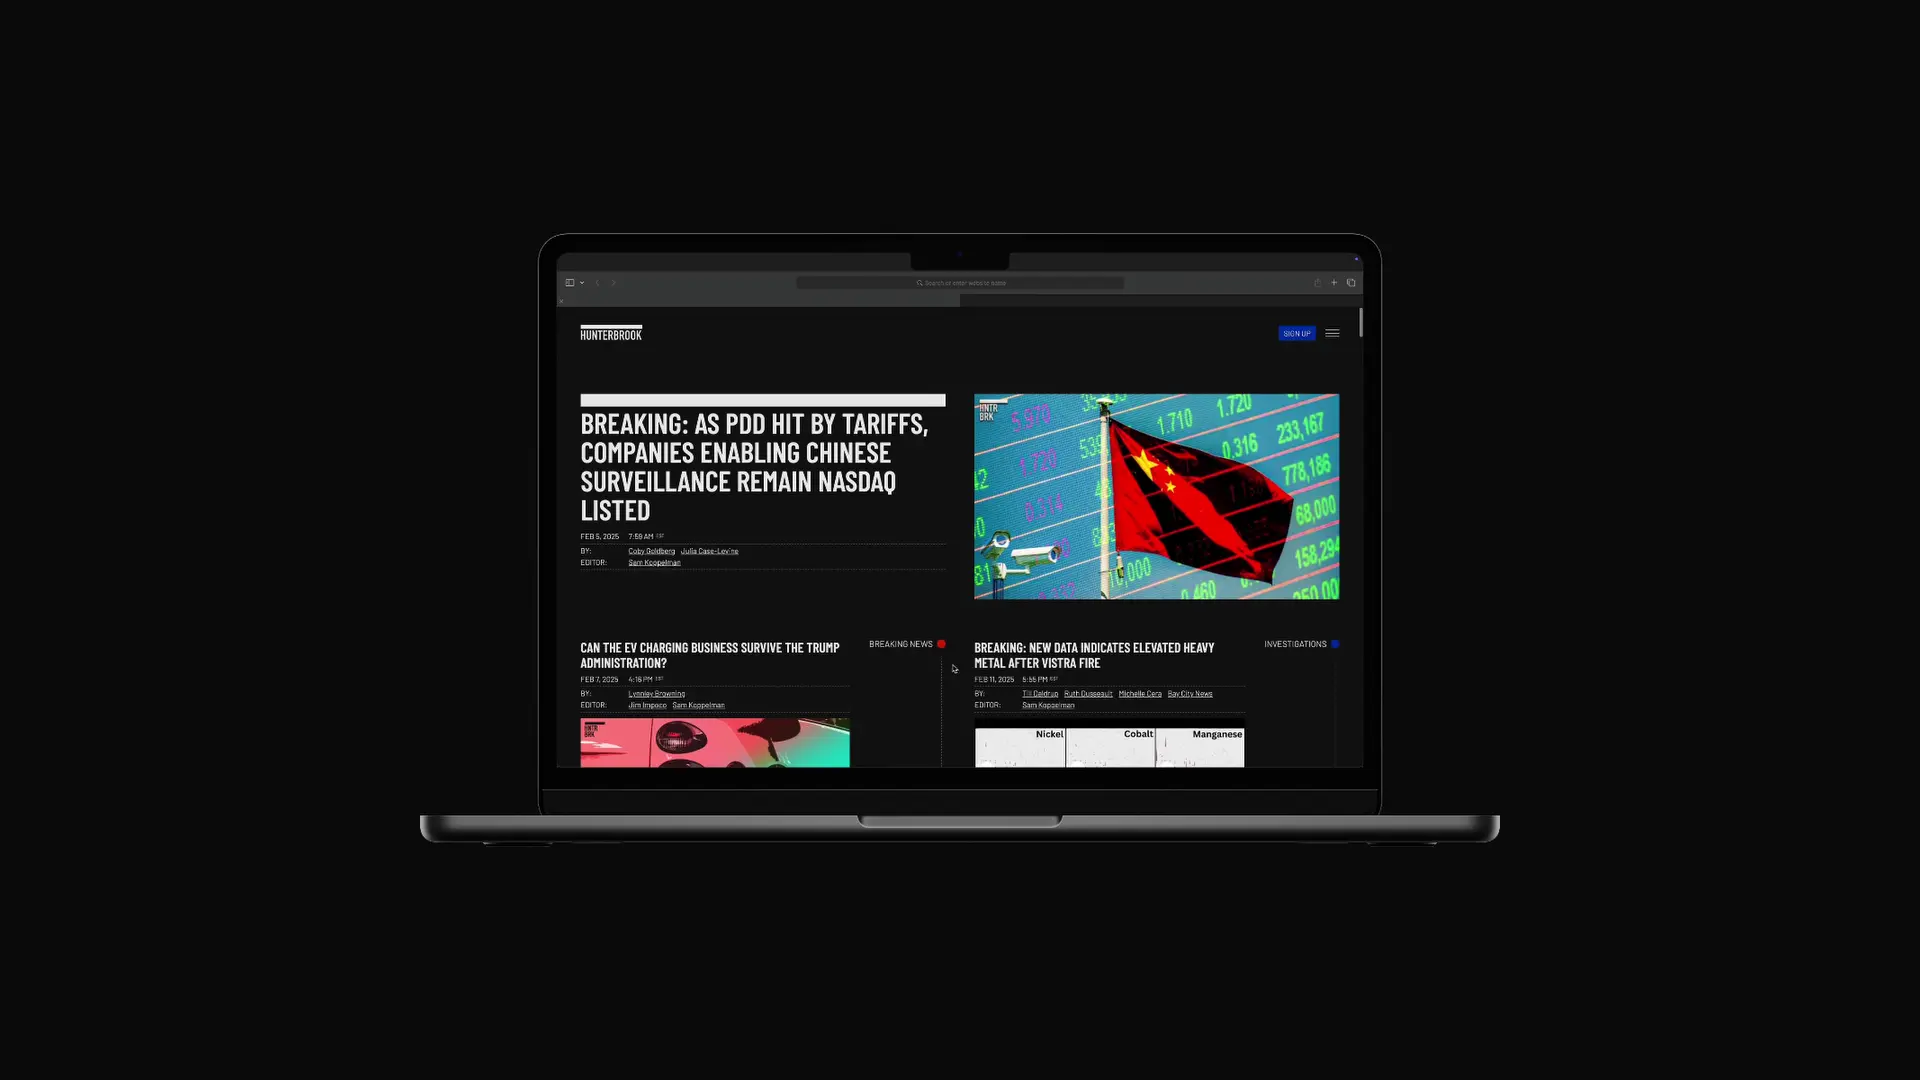 Search or enter website name
HUNTERBROOK
SIGN UP
BREAKING: AS PDD HIT BY TARIFFS,
COMPANIES ENABLING CHINESE
SURVEILLANCE REMAIN NASDAQ
LISTED
FEB 5, 2025 7:59 AM EST
BY: Coby Goldberg Julia Case-Levine
EDITOR: Sam Koppelman
HNTR
BRK
5.970
1.710
1.720
0.316
233,167
1.720
778,186
0.314
68,000
158,294
10,000
0.460
250,00
CAN THE EV CHARGING BUSINESS SURVIVE THE TRUMP
ADMINISTRATION?
BREAKING NEWS
FEB 7, 2025 4:16 PM EST
BY: Lynnley Browning
EDITOR: Jim Impoco Sam Koppelman
HNTR
BRK
BREAKING: NEW DATA INDICATES ELEVATED HEAVY
METAL AFTER VISTRA FIRE
INVESTIGATIONS
FEB 11, 2025 5:55 PM EST
BY: Till Daldrup Ruth Dusseault Michelle Cera Bay City News
EDITOR: Sam Koppelman
Nickel Cobalt Manganese